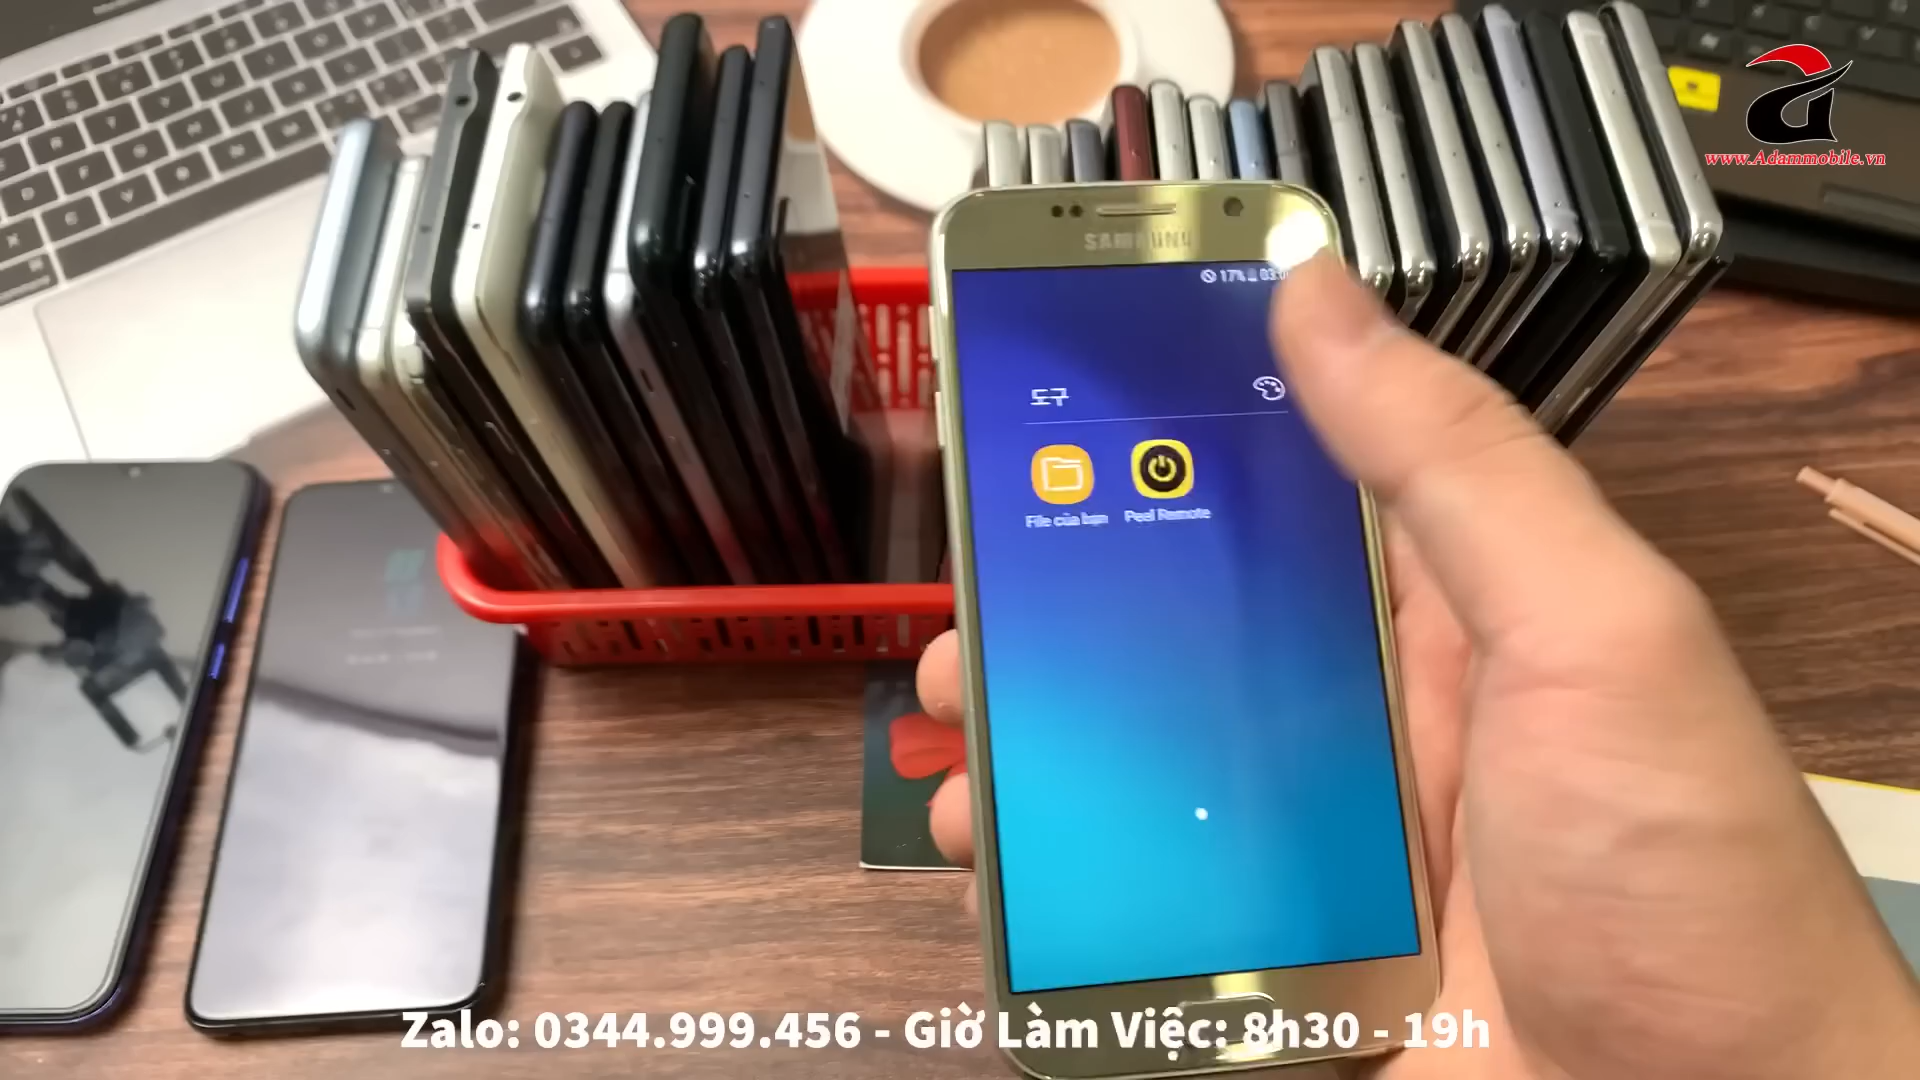 www.Adammobile.vn
SAMSUNG
17%
도구
File của bạn
Peel Remote
Zalo: 0344.999.456 - Giờ Làm Việc: 8h30 - 19h